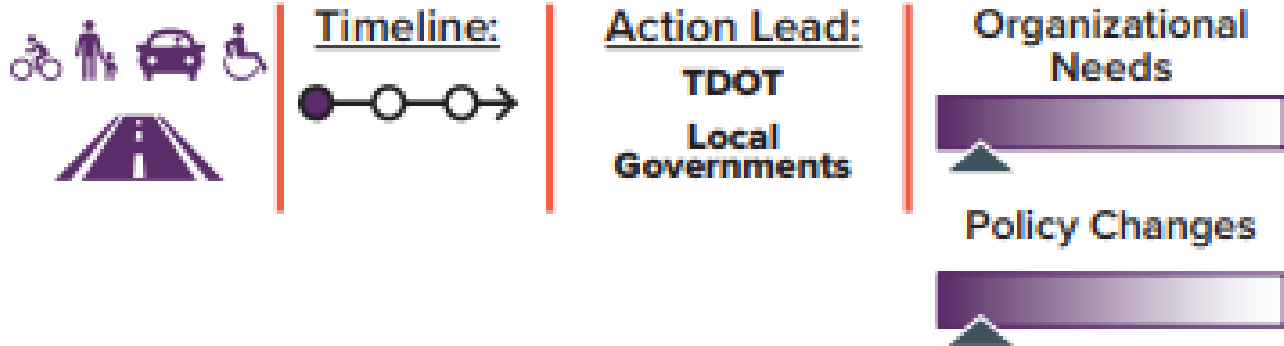 Timeline:
Action Lead:
TDOT
Local
Governments
Organizational
Needs
Policy Changes